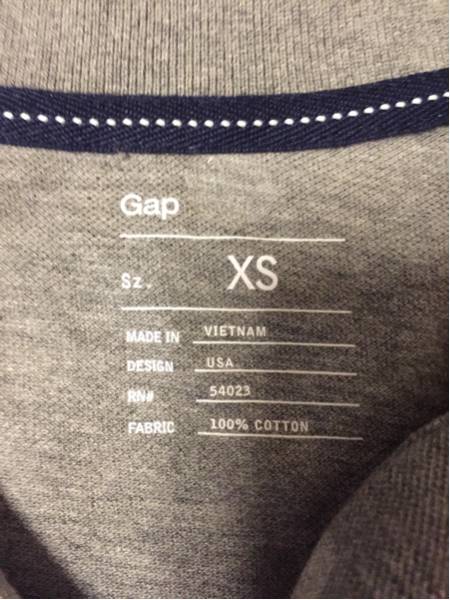 Gap
Sz. XS
MADE IN VIETNAM
DESIGN USA
RN# 54023
FABRIC 100% COTTON